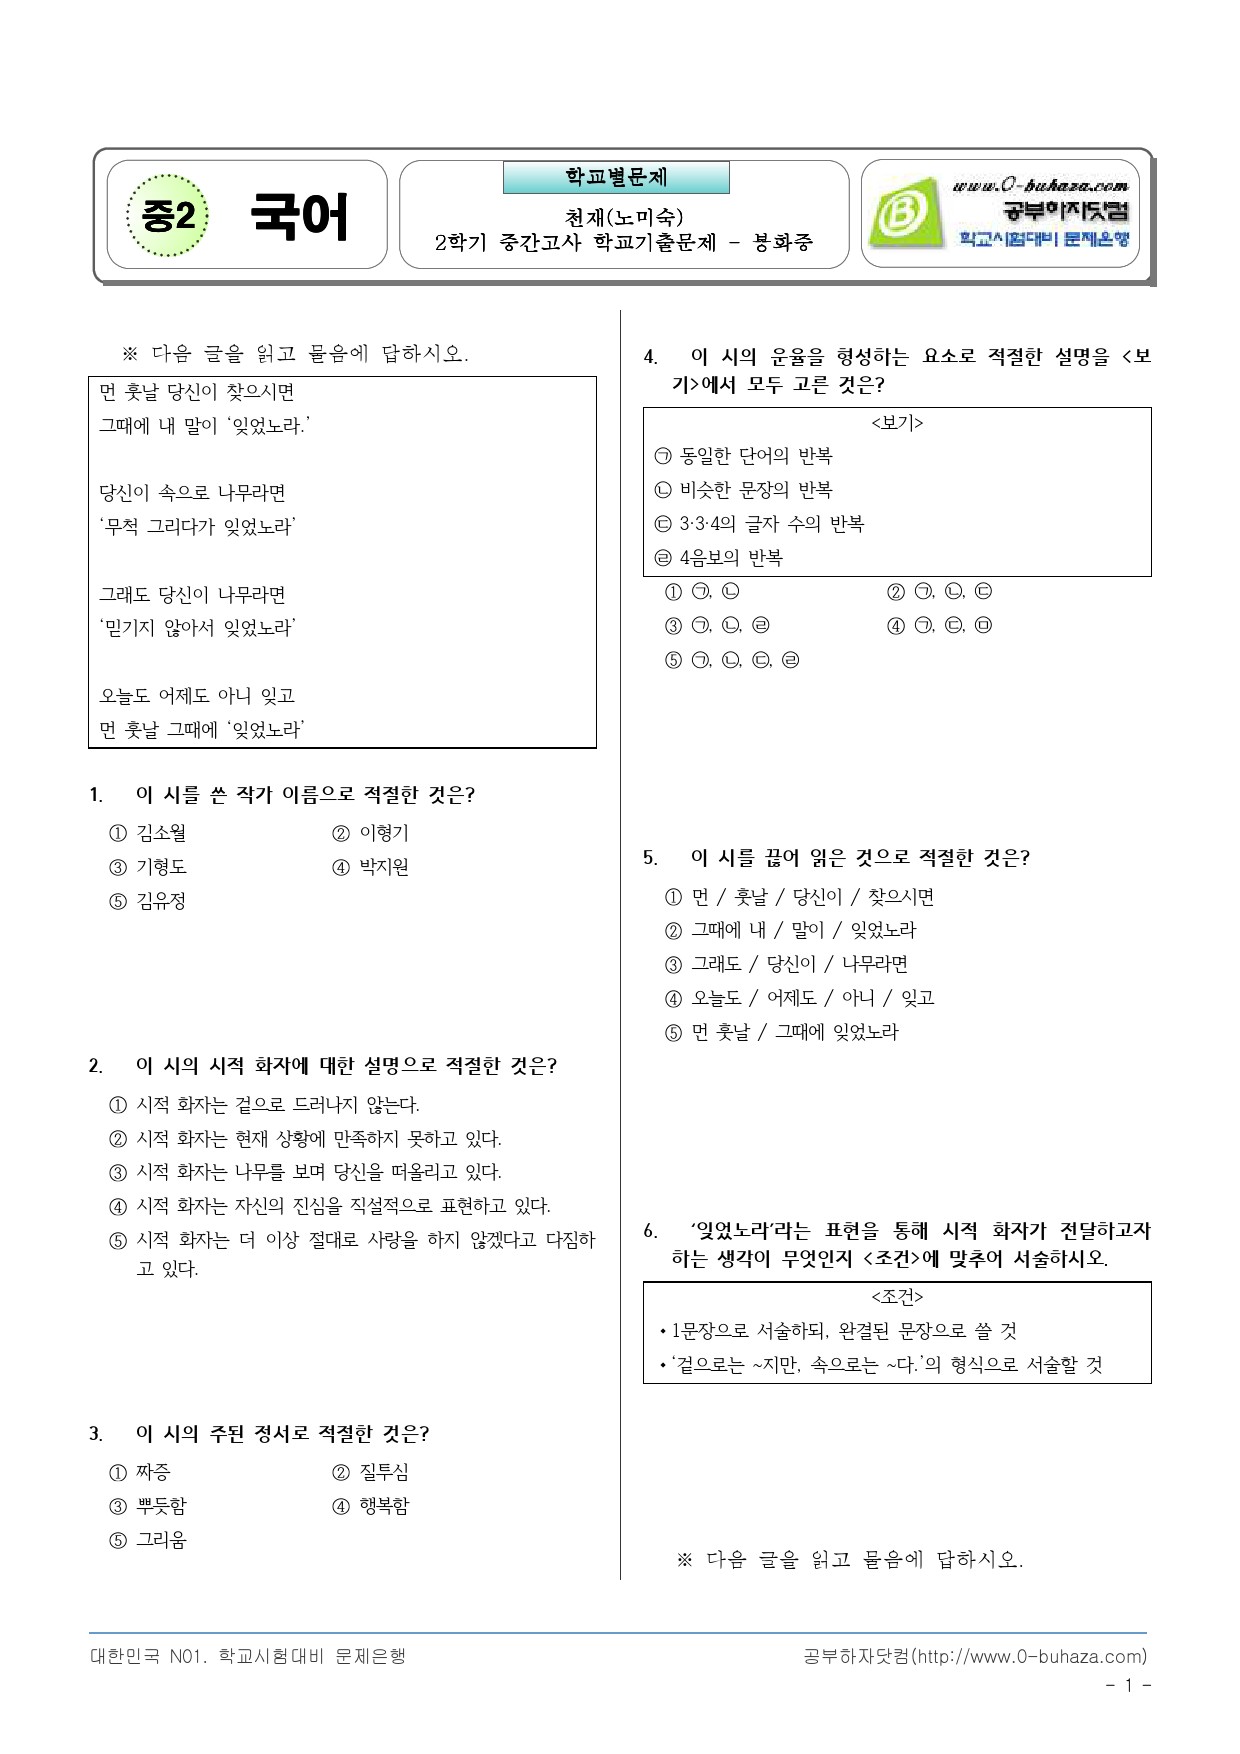 중2
국어
학교별문제
천재(노미숙)
2학기 중간고사 학교기출문제 - 봉화중
www.0-buhaza.com
공부하자닷컴
학교시험대비 문제은행
※ 다음 글을 읽고 물음에 답하시오.
먼 훗날 당신이 찾으시면
그때에 내 말이 ‘잊었노라.’
당신이 속으로 나무라면
‘무척 그리다가 잊었노라’
그래도 당신이 나무라면
‘믿기지 않아서 잊었노라’
오늘도 어제도 아니 잊고
먼 훗날 그때에 ‘잊었노라’
1. 이 시를 쓴 작가 이름으로 적절한 것은?
① 김소월 ② 이형기
③ 기형도 ④ 박지원
⑤ 김유정
2. 이 시의 시적 화자에 대한 설명으로 적절한 것은?
① 시적 화자는 겉으로 드러나지 않는다.
② 시적 화자는 현재 상황에 만족하지 못하고 있다.
③ 시적 화자는 나무를 보며 당신을 떠올리고 있다.
④ 시적 화자는 자신의 진심을 직설적으로 표현하고 있다.
⑤ 시적 화자는 더 이상 절대로 사랑을 하지 않겠다고 다짐하
고 있다.
3. 이 시의 주된 정서로 적절한 것은?
① 짜증 ② 질투심
③ 뿌듯함 ④ 행복함
⑤ 그리움
4. 이 시의 운율을 형성하는 요소로 적절한 설명을 <보
기>에서 모두 고른 것은?
<보기>
㉠ 동일한 단어의 반복
㉡ 비슷한 문장의 반복
㉢ 3·3·4의 글자 수의 반복
㉣ 4음보의 반복
① ㉠, ㉡ ② ㉠, ㉡, ㉢
③ ㉠, ㉡, ㉣ ④ ㉠, ㉢, ㉤
⑤ ㉠, ㉡, ㉢, ㉣
5. 이 시를 끊어 읽은 것으로 적절한 것은?
① 먼 / 훗날 / 당신이 / 찾으시면
② 그때에 내 / 말이 / 잊었노라
③ 그래도 / 당신이 / 나무라면
④ 오늘도 / 어제도 / 아니 / 잊고
⑤ 먼 훗날 / 그때에 잊었노라
6. ‘잊었노라’라는 표현을 통해 시적 화자가 전달하고자
하는 생각이 무엇인지 <조건>에 맞추어 서술하시오.
<조건>
• 1문장으로 서술하되, 완결된 문장으로 쓸 것
• ‘겉으로는 ~지만, 속으로는 ~다.’의 형식으로 서술할 것
※ 다음 글을 읽고 물음에 답하시오.
대한민국 N01. 학교시험대비 문제은행
공부하자닷컴(http://www.0-buhaza.com)
- 1 -